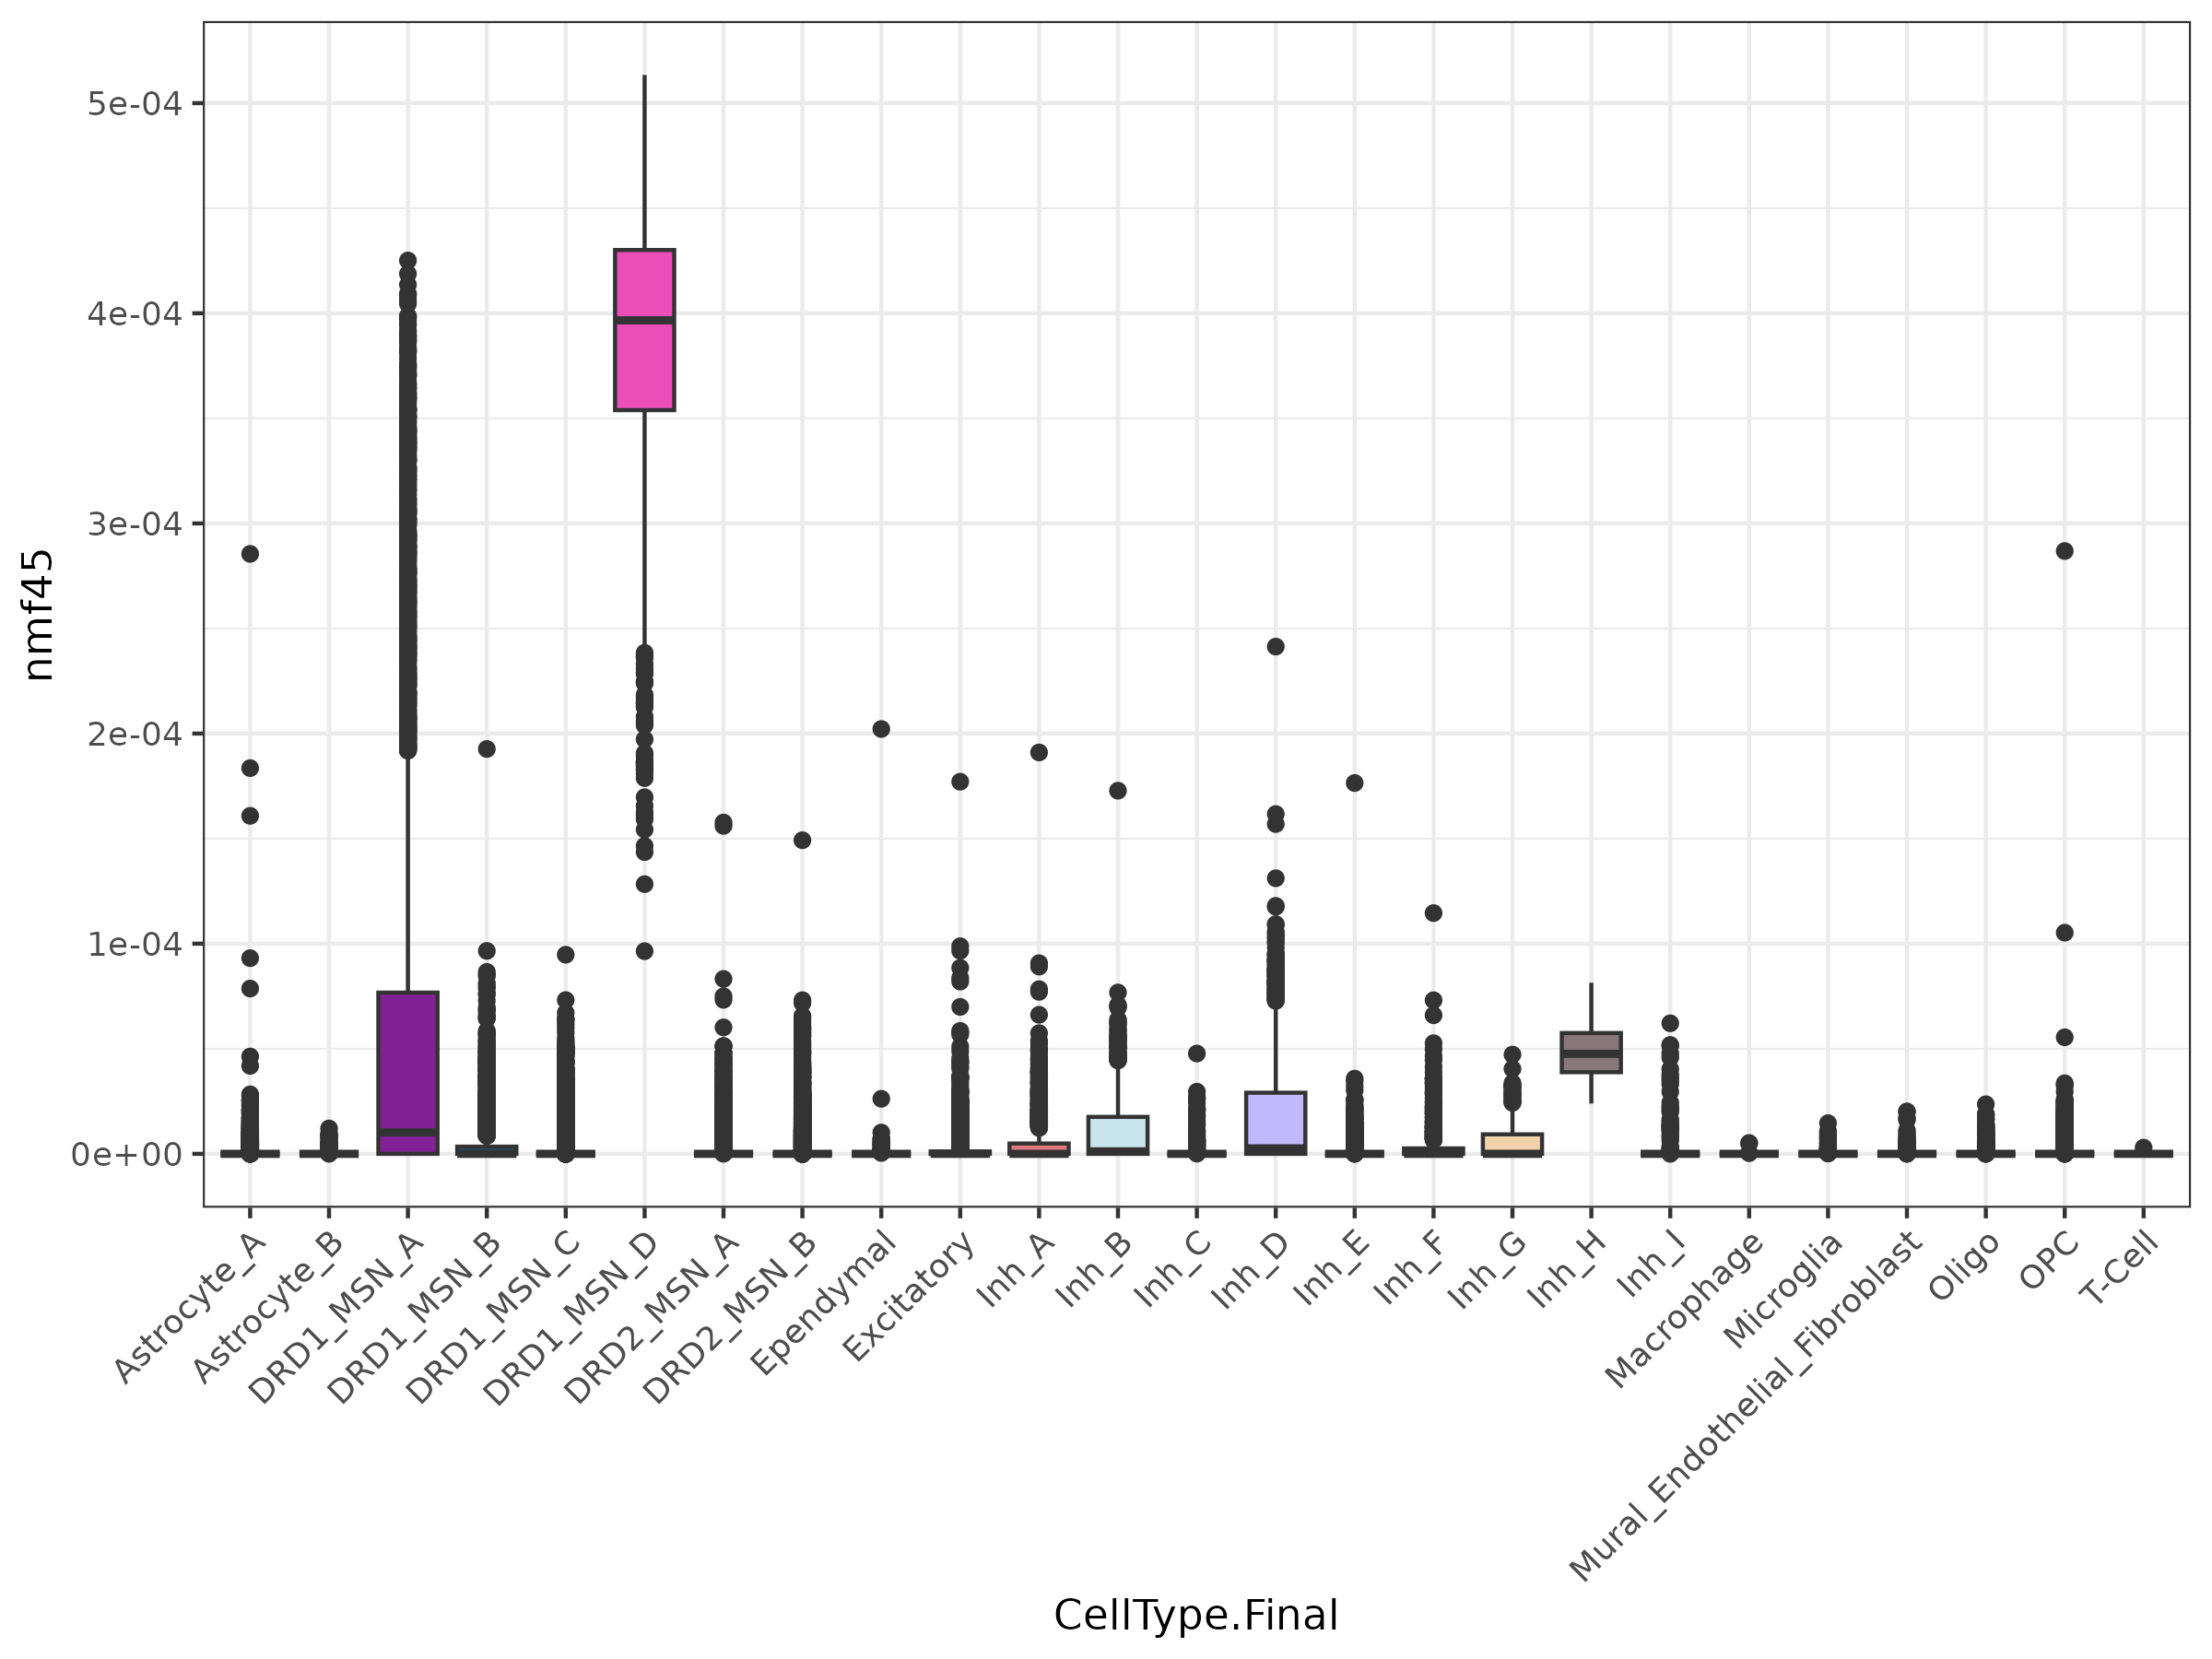 5e-04
4e-04
3e-04
2e-04
1e-04
0e+00
nmf45
Astrocyte_A
Astrocyte_B
DRD1_MSN_A
DRD1_MSN_B
DRD1_MSN_C
DRD1_MSN_D
DRD2_MSN_A
DRD2_MSN_B
Ependymal
Excitatory
Inh_A
Inh_B
Inh_C
Inh_D
Inh_E
Inh_F
Inh_G
Inh_H
Inh_I
Macrophage
Microglia
Mural_Endothelial_Fibroblast
Oligo
OPC
T-Cell
CellType.Final